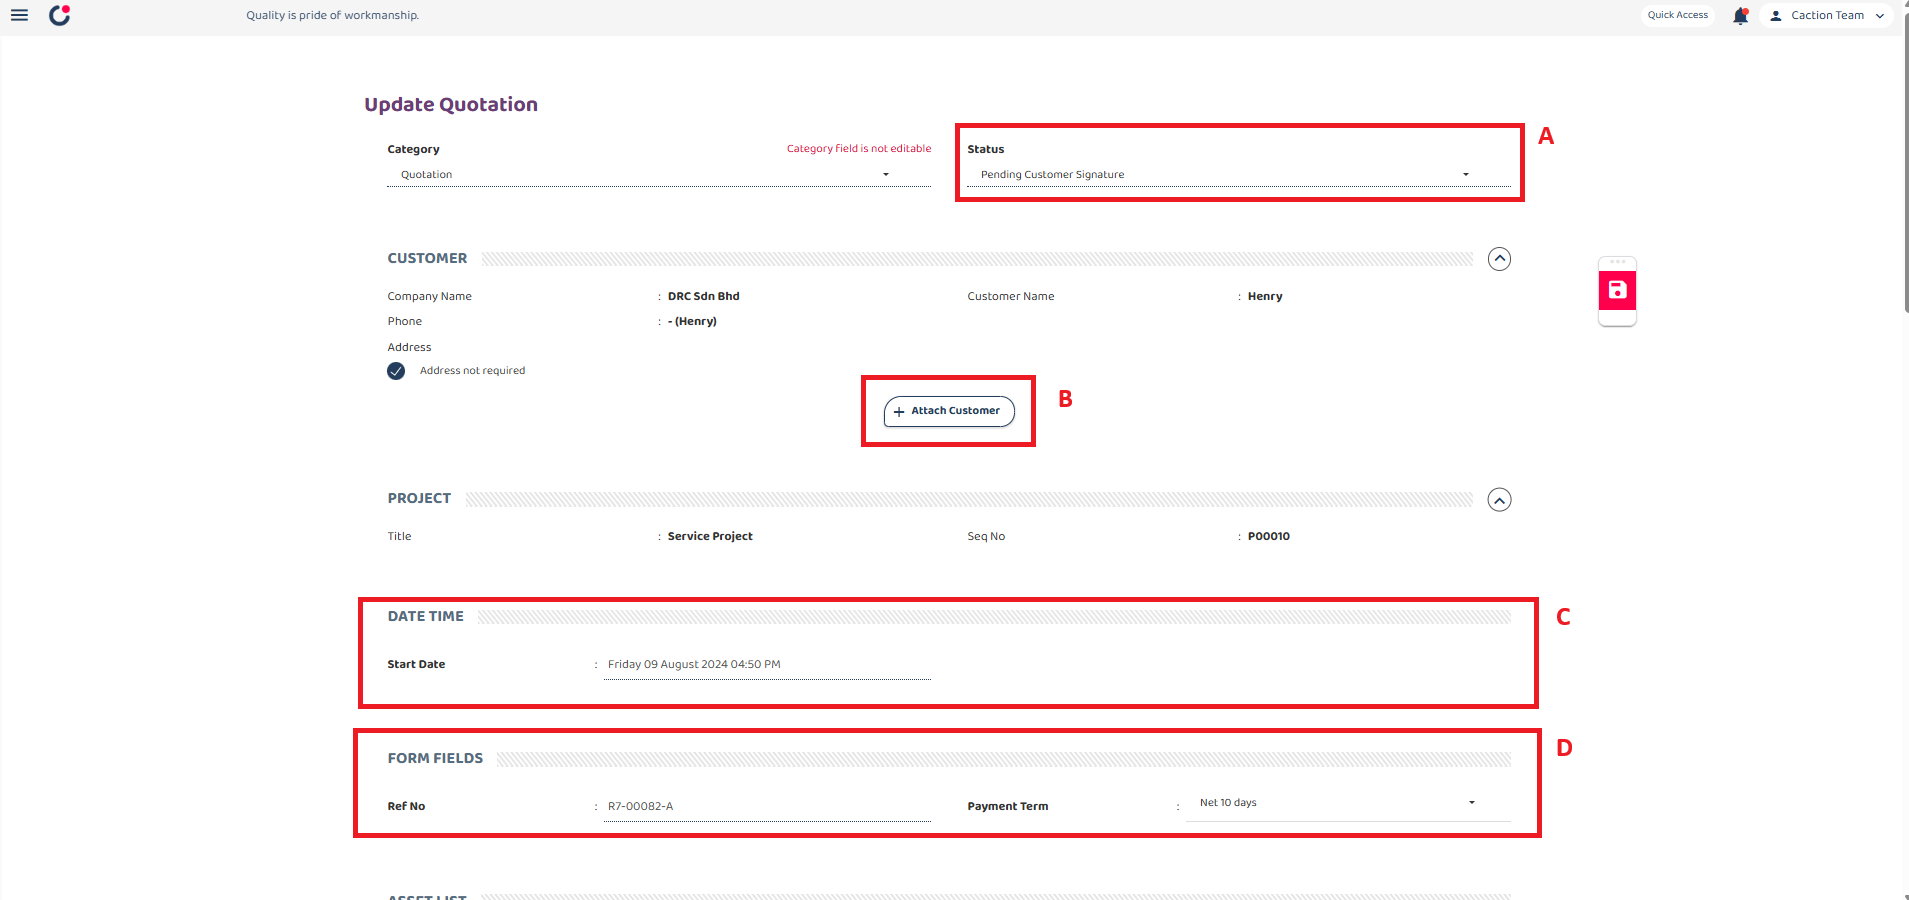 Quality is pride of workmanship.
Quick Access
Caction Team
Update Quotation
Category
Category field is not editable
Status
A
Quotation
Pending Customer Signature
CUSTOMER
Company Name : DRC Sdn Bhd
Customer Name : Henry
Phone : - (Henry)
Address
Address not required
Attach Customer
B
PROJECT
Title : Service Project
Seq No : P00010
DATE TIME
C
Start Date : Friday 09 August 2024 04:50 PM
FORM FIELDS
D
Ref No : R7-00082-A
Payment Term : Net 10 days
ASSET LIST